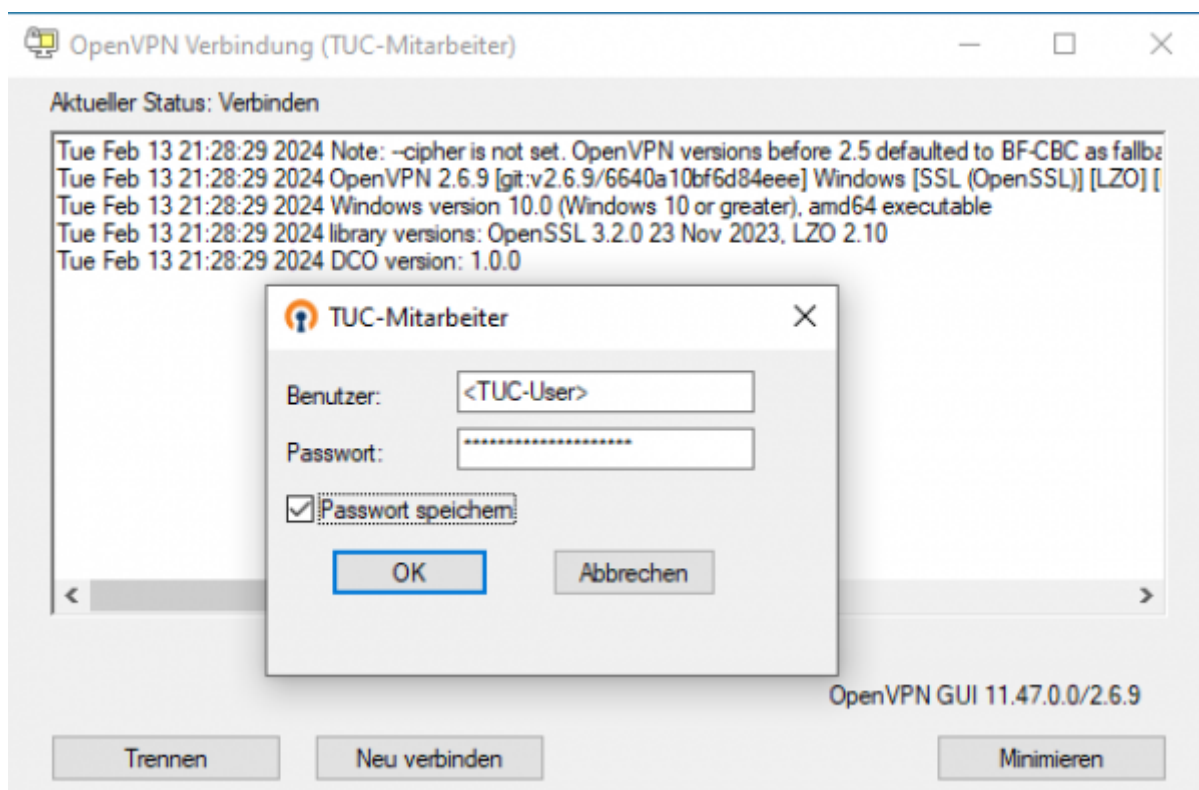 OpenVPN Verbindung (TUC-Mitarbeiter)
Aktueller Status: Verbinden
Tue Feb 13 21:28:29 2024 Note: --cipher is not set. OpenVPN versions before 2.5 defaulted to BF-CBC as fallba
Tue Feb 13 21:28:29 2024 OpenVPN 2.6.9 [git:v2.6.9/6640a10bf6d84eee] Windows [SSL (OpenSSL)] [LZO] [
Tue Feb 13 21:28:29 2024 Windows version 10.0 (Windows 10 or greater), amd64 executable
Tue Feb 13 21:28:29 2024 library versions: OpenSSL 3.2.0 23 Nov 2023, LZO 2.10
Tue Feb 13 21:28:29 2024 DCO version: 1.0.0
TUC-Mitarbeiter
Benutzer: <TUC-User>
Passwort: ********************
Passwort speichern
OK Abbrechen
OpenVPN GUI 11.47.0.0/2.6.9
Trennen Neu verbinden Minimieren